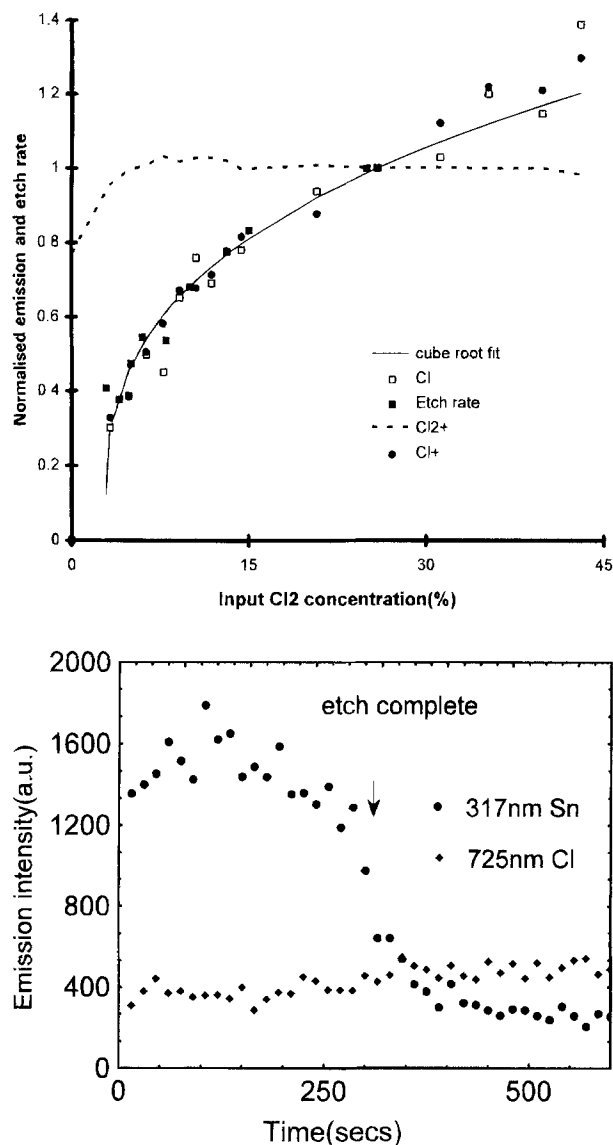 1.4
1.2
1
0.8
0.6
0.4
0.2
0
Normalised emission and etch rate
cube root fit
Cl
Etch rate
Cl2+
Cl+
0 15 30 45
Input Cl2 concentration(%)
2000
1600
1200
800
400
0
Emission intensity(a.u.)
etch complete
317nm Sn
725nm Cl
0 250 500
Time(secs)